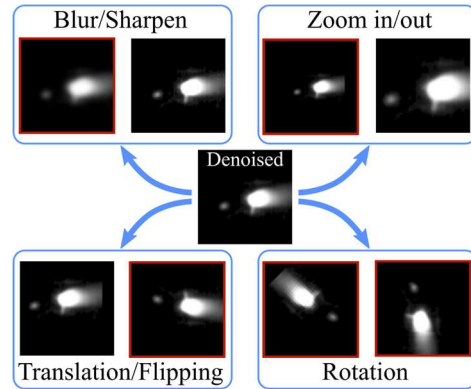 Blur/Sharpen
Zoom in/out
Denoised
Translation/Flipping
Rotation